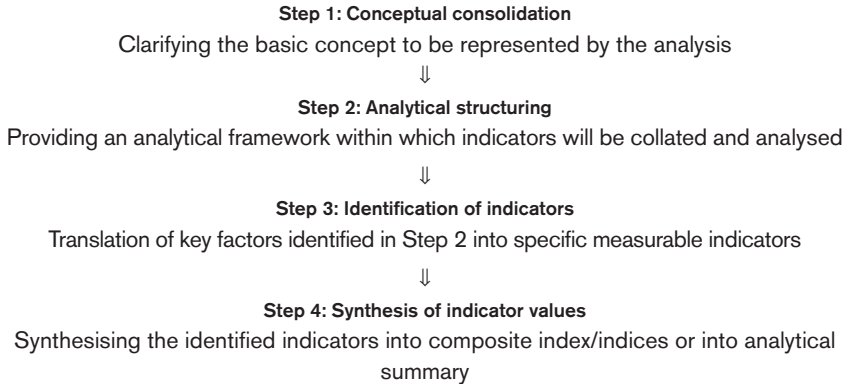 Step 1: Conceptual consolidation
Clarifying the basic concept to be represented by the analysis
⇓
Step 2: Analytical structuring
Providing an analytical framework within which indicators will be collated and analysed
⇓
Step 3: Identification of indicators
Translation of key factors identified in Step 2 into specific measurable indicators
⇓
Step 4: Synthesis of indicator values
Synthesising the identified indicators into composite index/indices or into analytical
summary